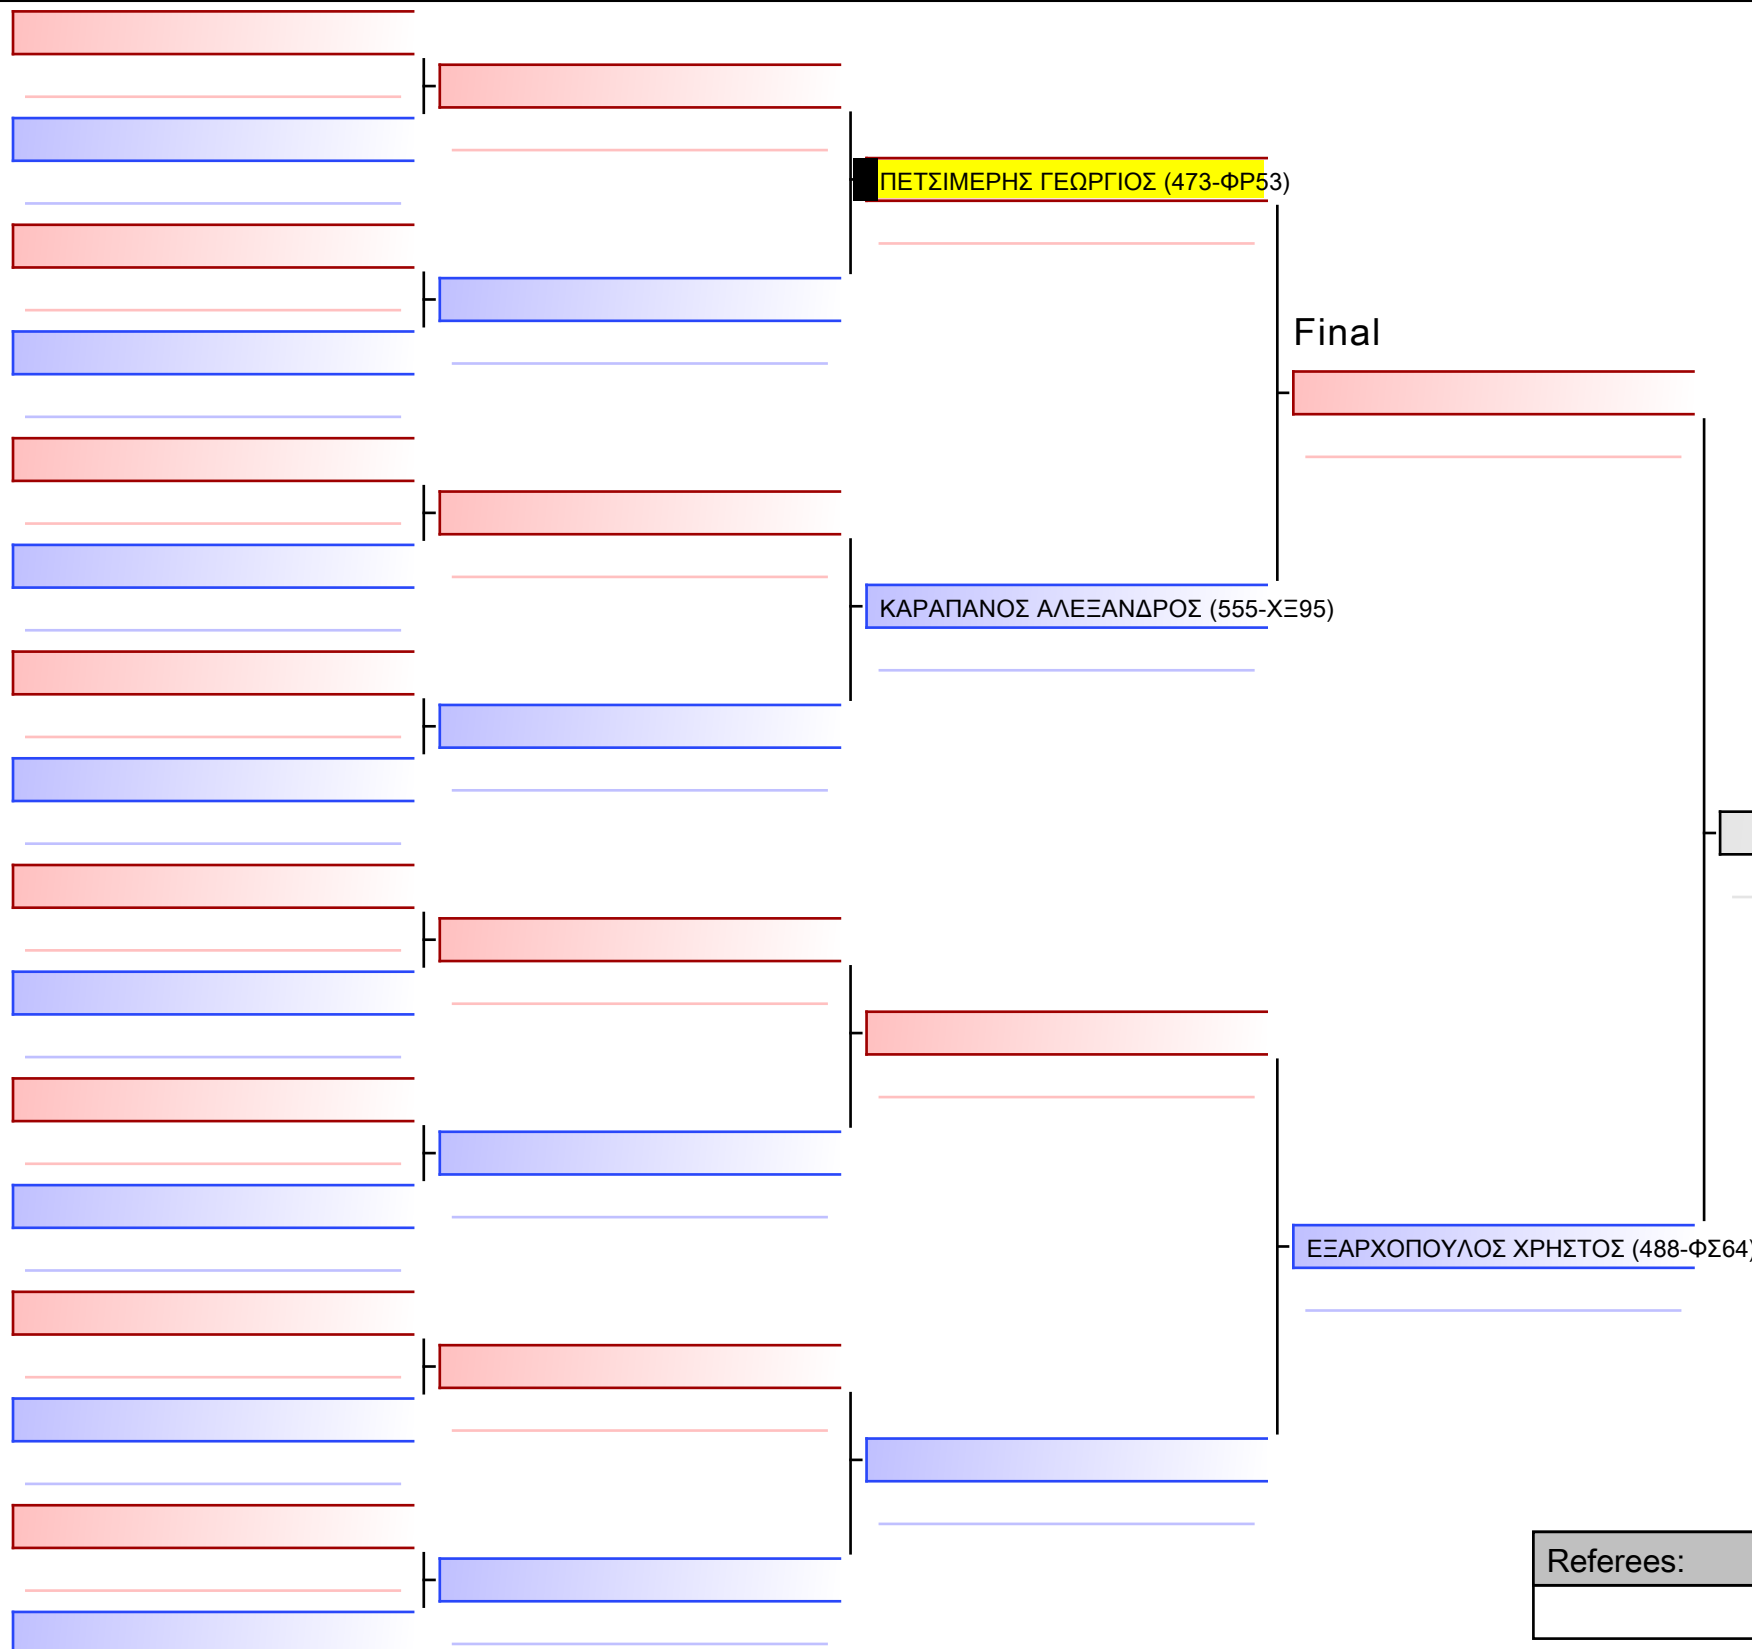 ΠΕΤΣΙΜΕΡΗΣ ΓΕΩΡΓΙΟΣ (473-ΦΡ53)
Final
ΚΑΡΑΠΑΝΟΣ ΑΛΕΞΑΝΔΡΟΣ (555-ΧΞ95)
ΕΞΑΡΧΟΠΟΥΛΟΣ ΧΡΗΣΤΟΣ (488-ΦΣ64)
Referees: